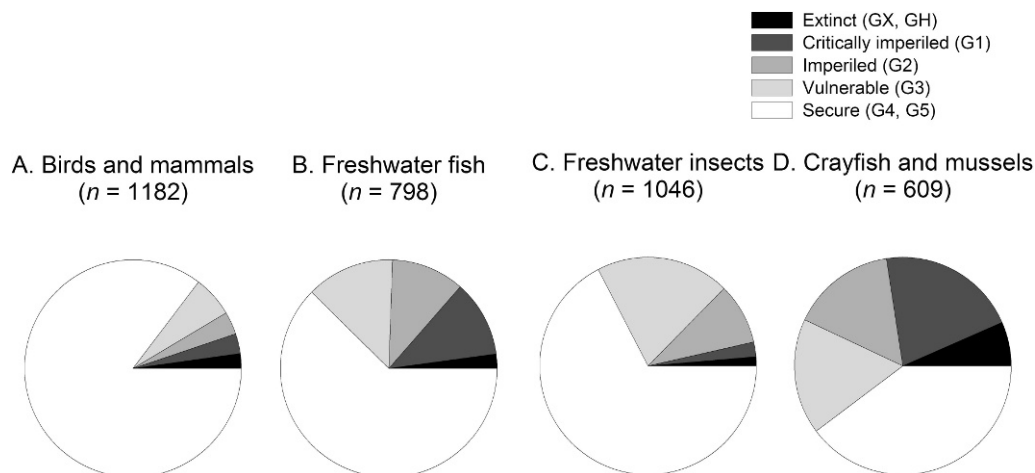 Extinct (GX, GH)
Critically imperiled (G1)
Imperiled (G2)
Vulnerable (G3)
Secure (G4, G5)
A. Birds and mammals
(n = 1182)
B. Freshwater fish
(n = 798)
C. Freshwater insects
(n = 1046)
D. Crayfish and mussels
(n = 609)